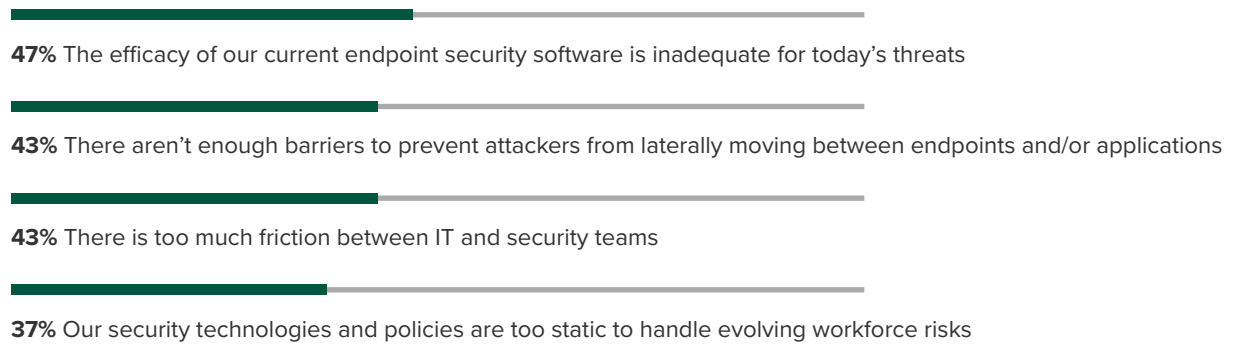 47% The efficacy of our current endpoint security software is inadequate for today’s threats
43% There aren’t enough barriers to prevent attackers from laterally moving between endpoints and/or applications
43% There is too much friction between IT and security teams
37% Our security technologies and policies are too static to handle evolving workforce risks